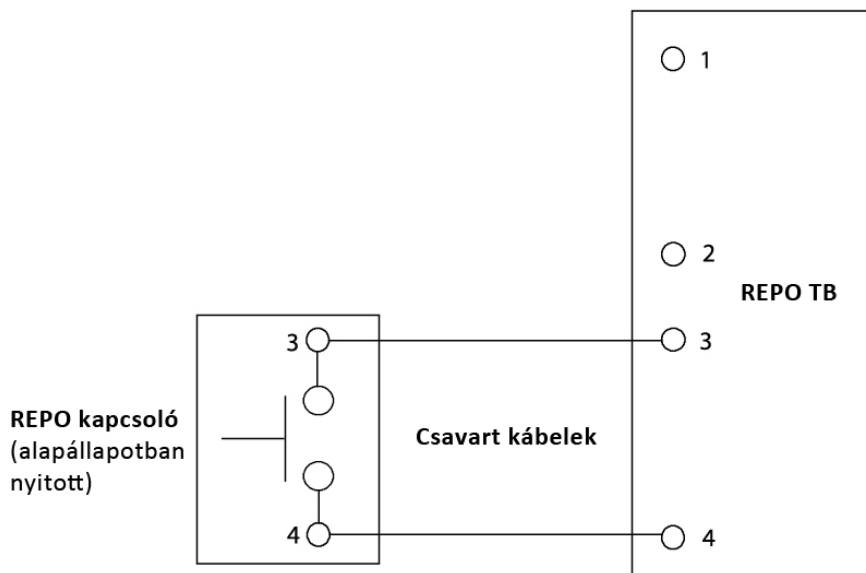 1
2
REPO TB
3
3
REPO kapcsoló
(alapállapotban
nyitott)
Csavart kábelek
4
4